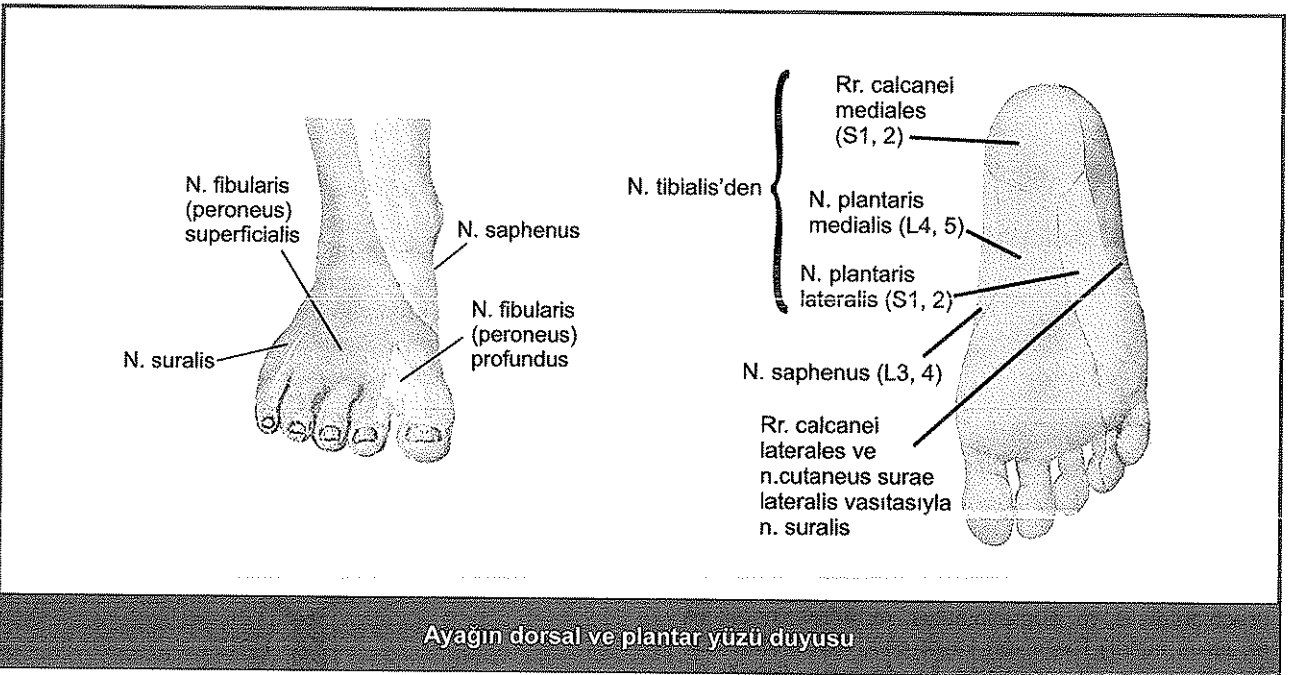 N. fibularis
(peroneus)
superficialis
N. saphenus
N. fibularis
(peroneus)
profundus
N. suralis
Rr. calcanei
mediales
(S1, 2)
N. tibialis'den
N. plantaris
medialis (L4, 5)
N. plantaris
lateralis (S1, 2)
N. saphenus (L3, 4)
Rr. calcanei
laterales ve
n.cutaneus surae
lateralis vasıtasıyla
n. suralis
Ayağın dorsal ve plantar yüzü duyusu